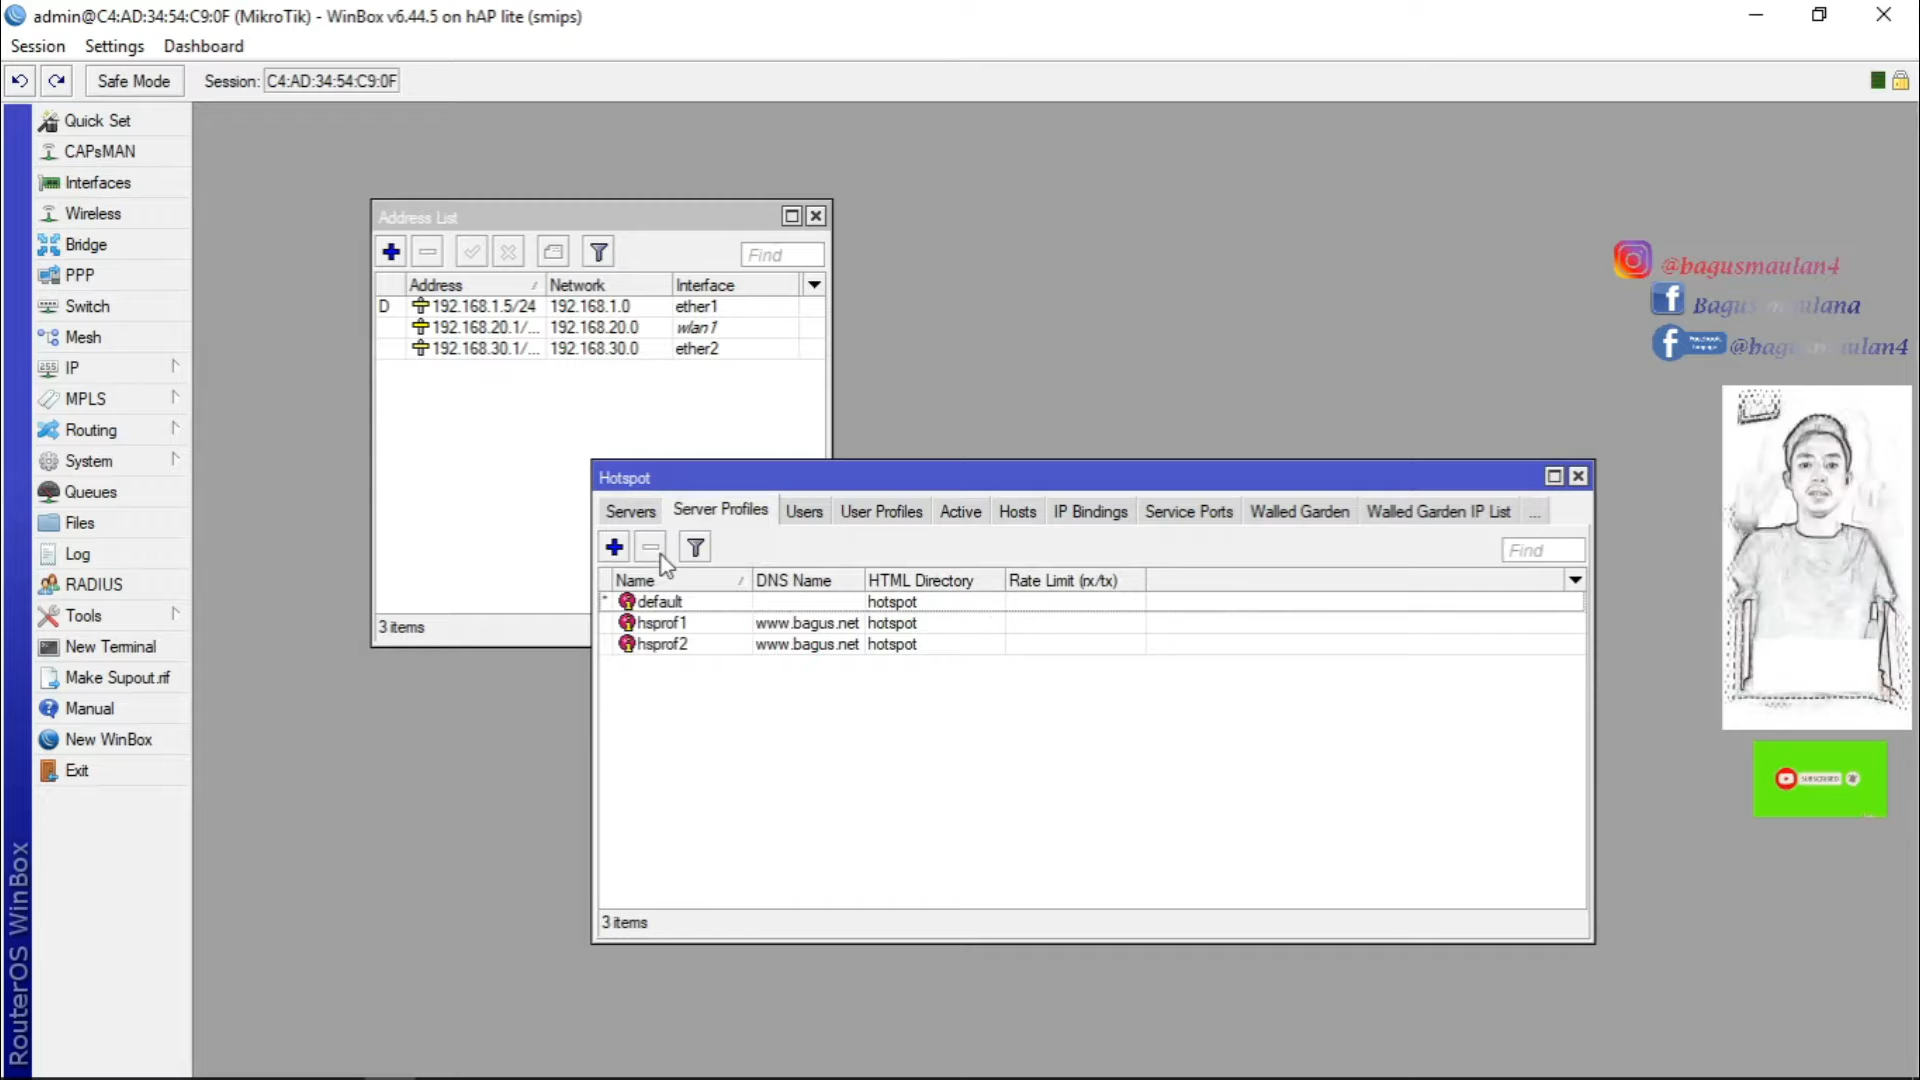 admin@C4:AD:34:54:C9:0F (MikroTik) - WinBox v6.44.5 on hAP lite (smips)
Session Settings Dashboard
Safe Mode Session: C4:AD:34:54:C9:0F
Quick Set
CAPsMAN
Interfaces
Wireless
Bridge
PPP
Switch
Mesh
IP
MPLS
Routing
System
Queues
Files
Log
RADIUS
Tools
New Terminal
Make Supout.rif
Manual
New WinBox
Exit
RouterOS WinBox
Address List
Find
Address Network Interface
D 192.168.1.5/24 192.168.1.0 ether1
192.168.20.1/... 192.168.20.0 wlan1
192.168.30.1/... 192.168.30.0 ether2
3 items
Hotspot
Servers Server Profiles Users User Profiles Active Hosts IP Bindings Service Ports Walled Garden Walled Garden IP List ...
Find
Name DNS Name HTML Directory Rate Limit (rx/tx)
* default hotspot
hsprof1 www.bagus.net hotspot
hsprof2 www.bagus.net hotspot
3 items
@bagusmaulan4
Bagus
SUBSCRIBED